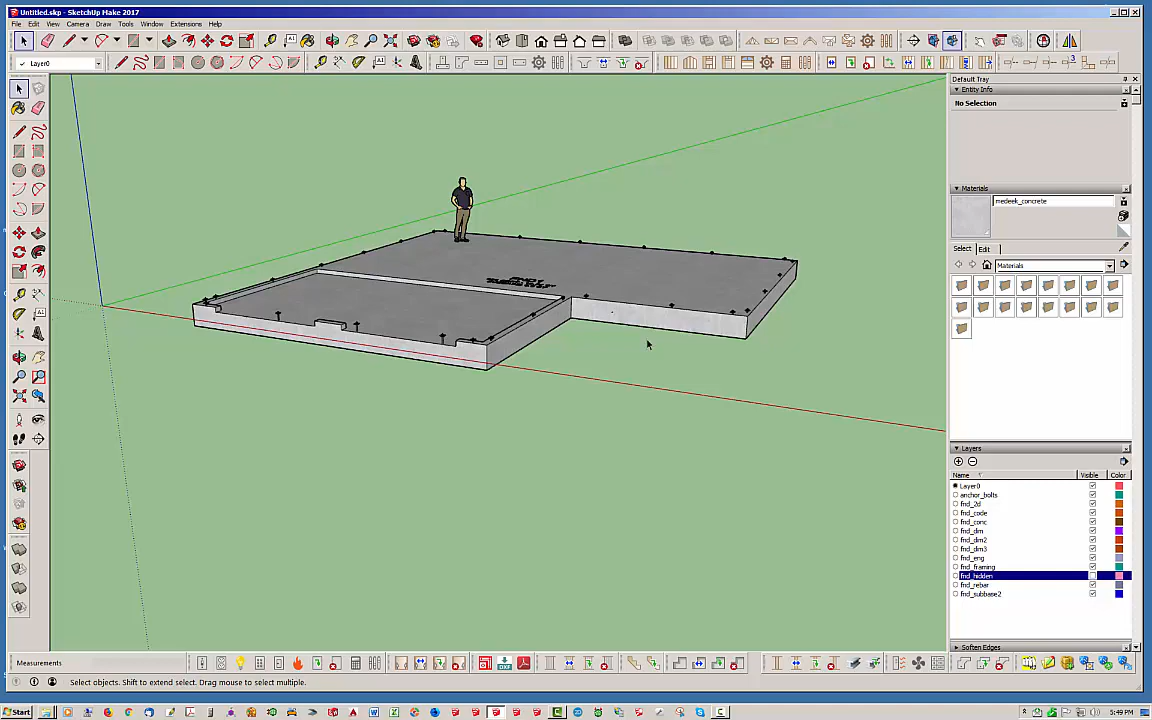 Untitled.skp - SketchUp Make 2017
File Edit View Camera Draw Tools Window Extensions Help
Layer0
Default Tray
Entity Info
No Selection
Materials
medeek_concrete
Select Edit
Materials
Layers
Name Visible Color
Layer0
anchor_bolts
fnd_2d
fnd_code
fnd_conc
fnd_dim
fnd_dim2
fnd_dim3
fnd_eng
fnd_framing
fnd_hidden
fnd_rebar
fnd_subbase2
Soften Edges
Measurements
Select objects. Shift to extend select. Drag mouse to select multiple.
Start
5:49 PM